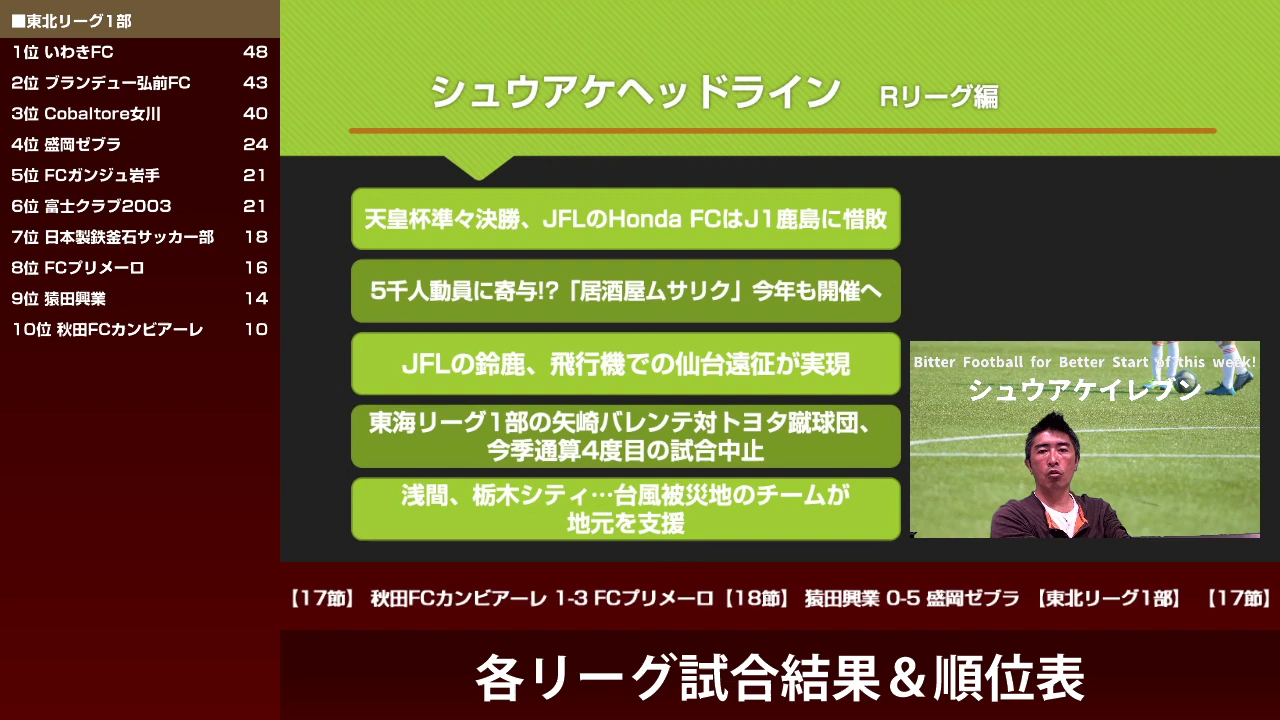 ■東北リーグ1部
1位 いわきFC 48
2位 ブランデュー弘前FC 43
3位 Cobaltore女川 40
4位 盛岡ゼブラ 24
5位 FCガンジュ岩手 21
6位 富士クラブ2003 21
7位 日本製鉄釜石サッカー部 18
8位 FCプリメーロ 16
9位 猿田興業 14
10位 秋田FCカンビアーレ 10
シュウアケヘッドライン Rリーグ編
天皇杯準々決勝、JFLのHonda FCはJ1鹿島に惜敗
5千人動員に寄与!?「居酒屋ムサリク」今年も開催へ
JFLの鈴鹿、飛行機での仙台遠征が実現
東海リーグ1部の矢崎バレンテ対トヨタ蹴球団、
今季通算4度目の試合中止
浅間、栃木シティ…台風被災地のチームが
地元を支援
Bitter Football for Better Start of this week!
シュウアケイレブン
【17節】 秋田FCカンビアーレ 1-3 FCプリメーロ【18節】 猿田興業 0-5 盛岡ゼブラ 【東北リーグ1部】 【17節】
各リーグ試合結果＆順位表